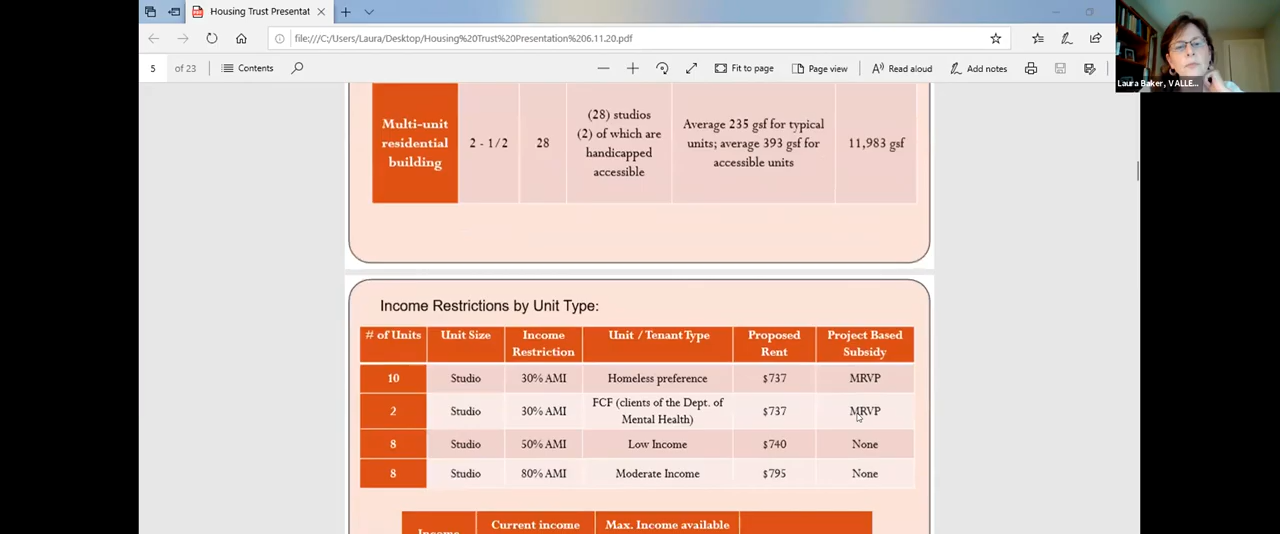 Housing Trust Presentat
file:///C:/Users/Laura/Desktop/Housing%20Trust%20Presentation%206.11.20.pdf
5 of 23 Contents Fit to page Page view Read aloud Add notes
Laura Baker, VALLE...
Multi-unit
residential
building
2 - 1/2
28
(28) studios
(2) of which are
handicapped
accessible
Average 235 gsf for typical
units; average 393 gsf for
accessible units
11,983 gsf
Income Restrictions by Unit Type:
# of Units Unit Size Income Restriction Unit / Tenant Type Proposed Rent Project Based Subsidy
10 Studio 30% AMI Homeless preference $737 MRVP
2 Studio 30% AMI FCF (clients of the Dept. of Mental Health) $737 MRVP
8 Studio 50% AMI Low Income $740 None
8 Studio 80% AMI Moderate Income $795 None
Income Current income Max. Income available